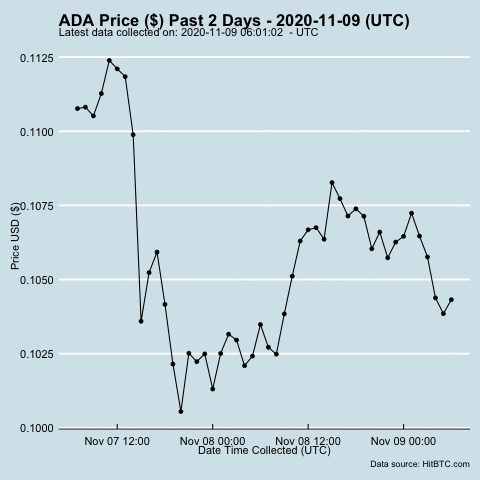 ADA Price ($) Past 2 Days - 2020-11-09 (UTC)
Latest data collected on: 2020-11-09 06:01:02 - UTC
0.1125
0.1100
0.1075
0.1050
0.1025
0.1000
Price USD ($)
Nov 07 12:00
Nov 08 00:00
Nov 08 12:00
Nov 09 00:00
Date Time Collected (UTC)
Data source: HitBTC.com